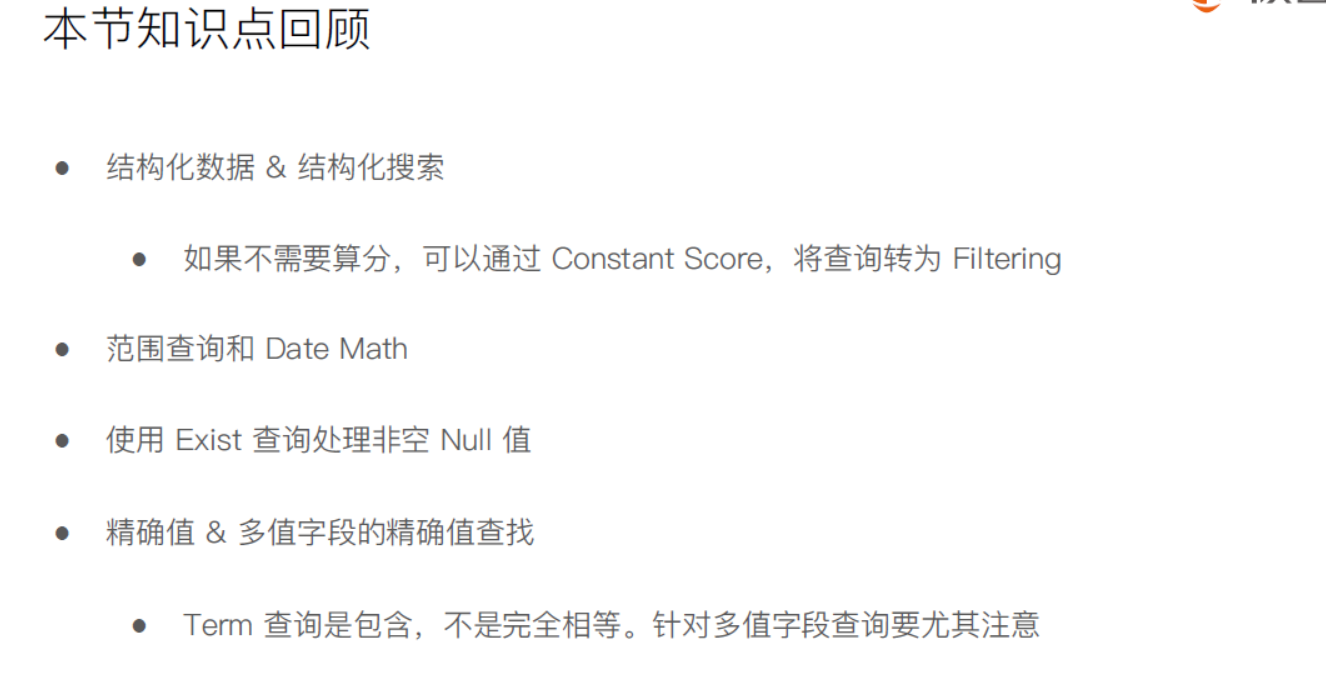 本节知识点回顾
● 结构化数据 & 结构化搜索
● 如果不需要算分，可以通过 Constant Score，将查询转为 Filtering
● 范围查询和 Date Math
● 使用 Exist 查询处理非空 Null 值
● 精确值 & 多值字段的精确值查找
● Term 查询是包含，不是完全相等。针对多值字段查询要尤其注意